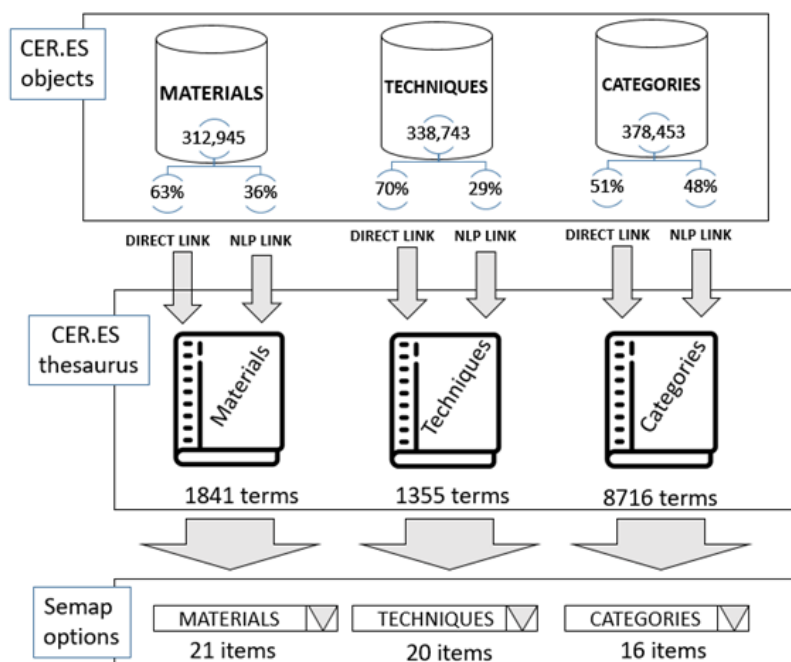 CER.ES
objects
MATERIALS
312,945
63%
36%
TECHNIQUES
338,743
70%
29%
CATEGORIES
378,453
51%
48%
DIRECT LINK
NLP LINK
DIRECT LINK
NLP LINK
DIRECT LINK
NLP LINK
CER.ES
thesaurus
Materials
1841 terms
Techniques
1355 terms
Categories
8716 terms
Semap
options
MATERIALS
21 items
TECHNIQUES
20 items
CATEGORIES
16 items